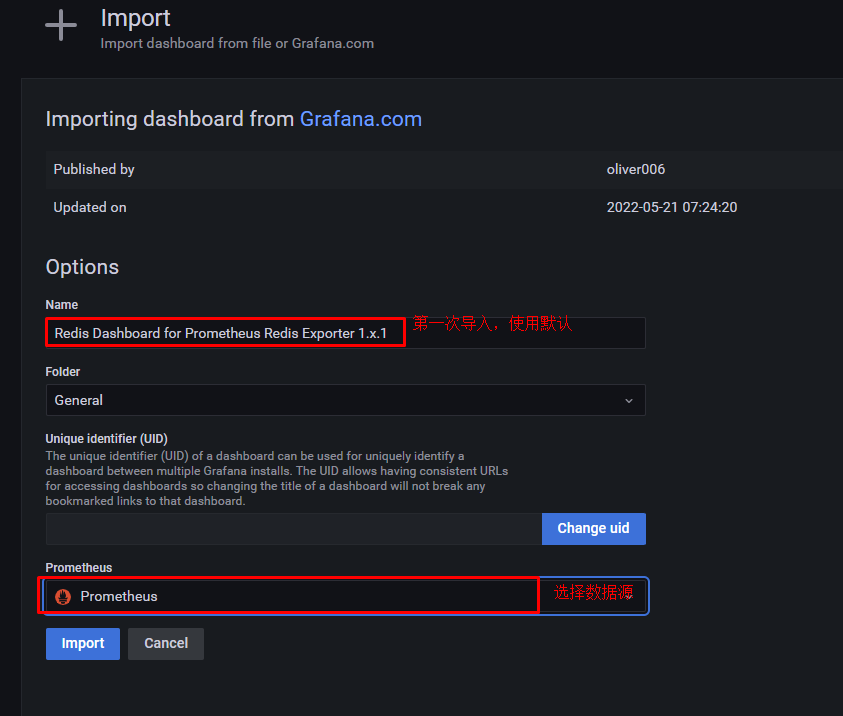 Import
Import dashboard from file or Grafana.com
Importing dashboard from Grafana.com
Published by oliver006
Updated on 2022-05-21 07:24:20
Options
Name
Redis Dashboard for Prometheus Redis Exporter 1.x.1 第一次导入，使用默认
Folder
General
Unique identifier (UID)
The unique identifier (UID) of a dashboard can be used for uniquely identify a
dashboard between multiple Grafana installs. The UID allows having consistent URLs
for accessing dashboards so changing the title of a dashboard will not break any
bookmarked links to that dashboard.
Change uid
Prometheus
Prometheus 选择数据源
Import Cancel